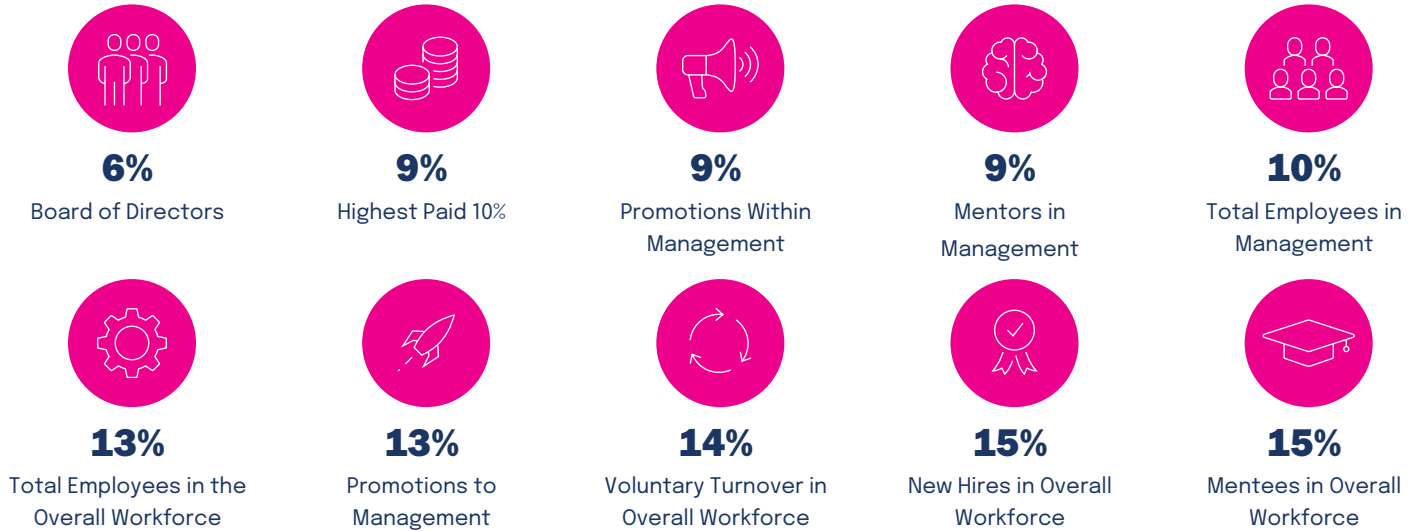 6%
Board of Directors
9%
Highest Paid 10%
9%
Promotions Within
Management
9%
Mentors in
Management
10%
Total Employees in
Management
13%
Total Employees in the
Overall Workforce
13%
Promotions to
Management
14%
Voluntary Turnover in
Overall Workforce
15%
New Hires in Overall
Workforce
15%
Mentees in Overall
Workforce